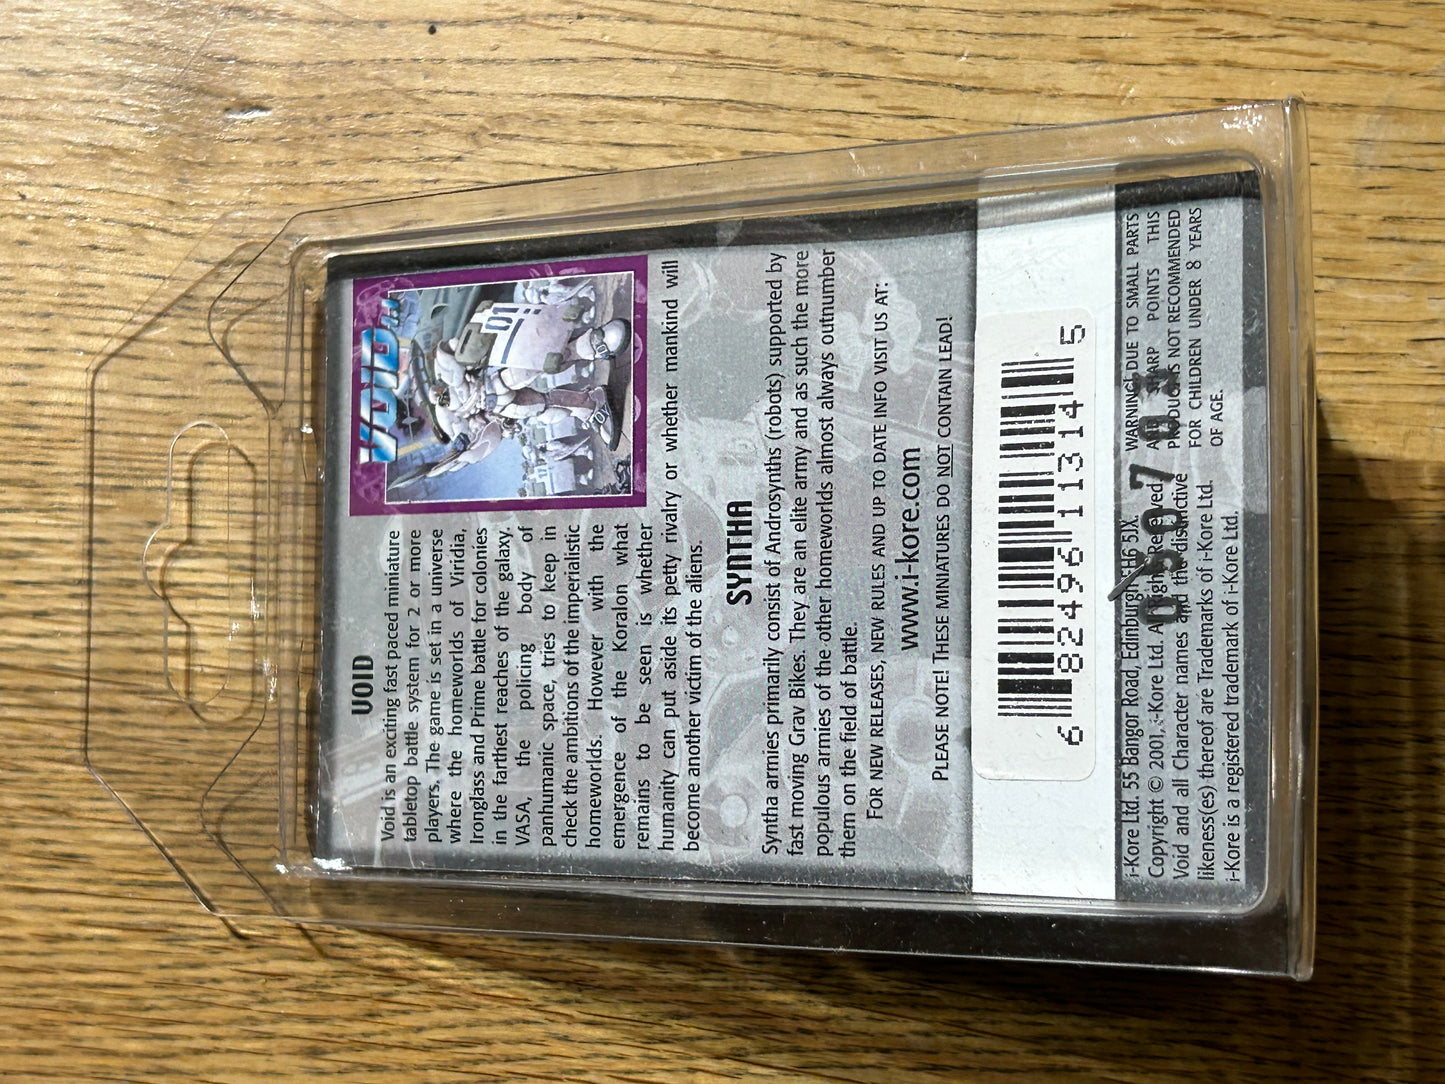 VOID
Void is an exciting fast paced miniature
tabletop battle system for 2 or more
players. The game is set in a universe
where the homeworlds of Viridia,
Ironglass and Prime battle for colonies
in the farthiest reaches of the galaxy.
VASA, the policing body of
panhumanic space, tries to keep in
check the ambitions of the imperialistic
homeworlds. However with the
emergence of the Koralon what
remains to be seen is whether
humanity can put aside its petty rivalry or whether mankind will
become another victim of the aliens.
VOID
01
SYNTHA
Syntha armies primarily consist of Androsynths (robots) supported by
fast moving Grav Bikes. They are an elite army and as such the more
populous armies of the other homeworlds almost always outnumber
them on the field of battle.
FOR NEW RELEASES, NEW RULES AND UP TO DATE INFO VISIT US AT:
www.i-kore.com
PLEASE NOTE! THESE MINIATURES DO NOT CONTAIN LEAD!
6 82496 11314 5
i-Kore Ltd. 55 Bangor Road, Edinburgh EH6 5JX.
Copyright © 2001, i-Kore Ltd. All Rights Reserved.
Void and all Character names and the distinctive
likeness(es) thereof are Trademarks of i-Kore Ltd.
i-Kore is a registered trademark of i-Kore Ltd.
WARNING! DUE TO SMALL PARTS
AND SHARP POINTS THIS
PRODUCT IS NOT RECOMMENDED
FOR CHILDREN UNDER 8 YEARS
OF AGE.